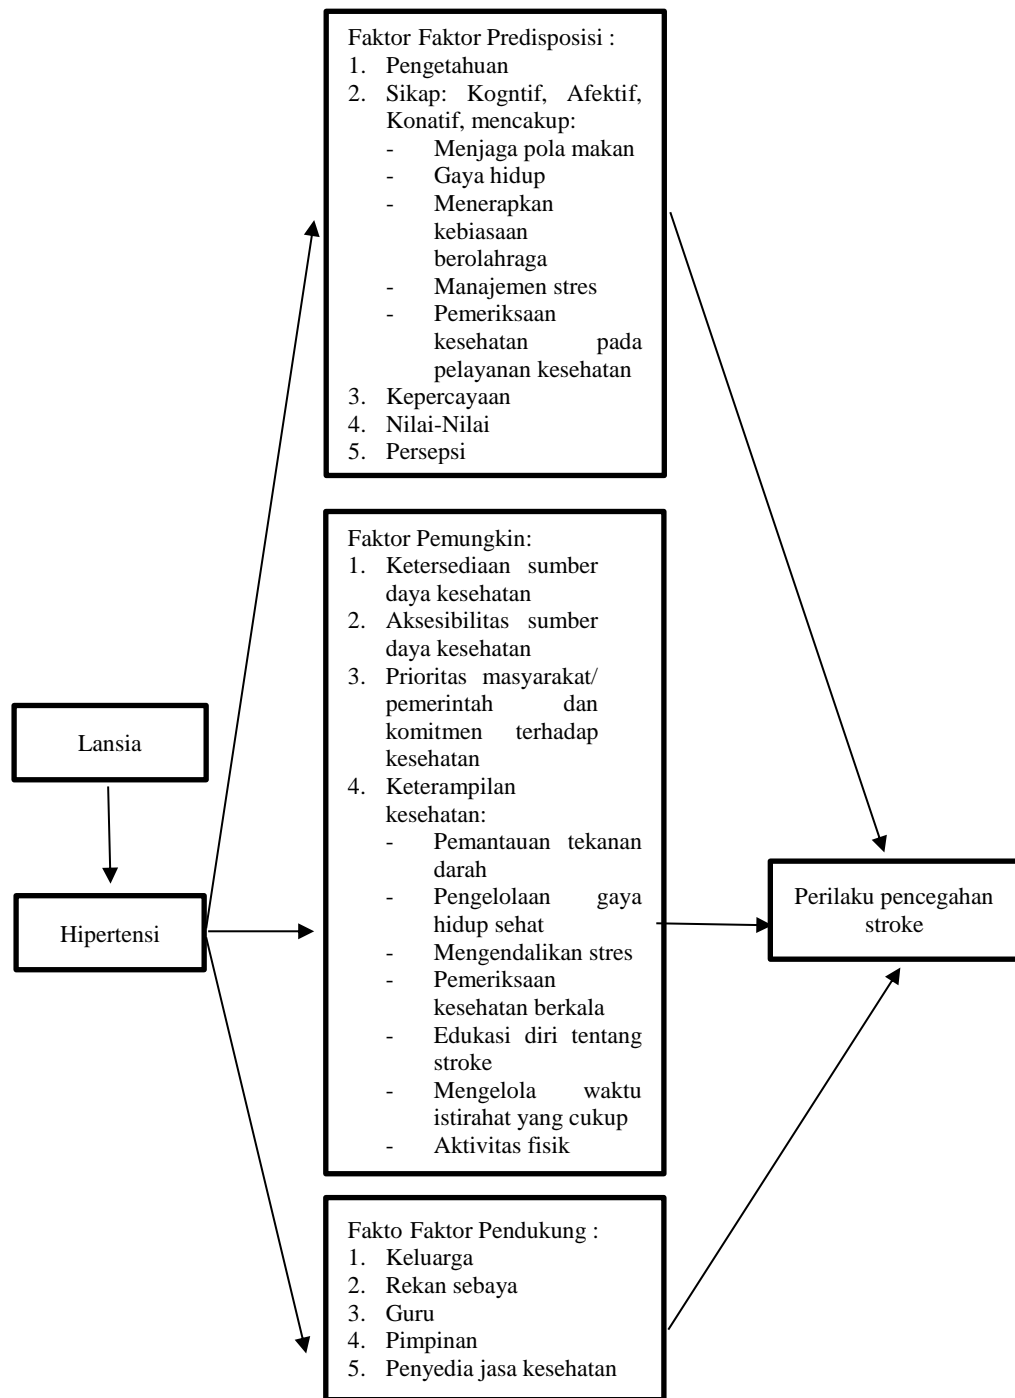 Faktor Faktor Predisposisi :
1. Pengetahuan
2. Sikap: Kogntif, Afektif,
Konatif, mencakup:
- Menjaga pola makan
- Gaya hidup
- Menerapkan
kebiasaan
berolahraga
- Manajemen stres
- Pemeriksaan
kesehatan pada
pelayanan kesehatan
3. Kepercayaan
4. Nilai-Nilai
5. Persepsi
Faktor Pemungkin:
1. Ketersediaan sumber
daya kesehatan
2. Aksesibilitas sumber
daya kesehatan
3. Prioritas masyarakat/
pemerintah dan
komitmen terhadap
kesehatan
4. Keterampilan
kesehatan:
- Pemantauan tekanan
darah
- Pengelolaan gaya
hidup sehat
- Mengendalikan stres
- Pemeriksaan
kesehatan berkala
- Edukasi diri tentang
stroke
- Mengelola waktu
istirahat yang cukup
- Aktivitas fisik
Lansia
Hipertensi
Perilaku pencegahan
stroke
Fakto Faktor Pendukung :
1. Keluarga
2. Rekan sebaya
3. Guru
4. Pimpinan
5. Penyedia jasa kesehatan